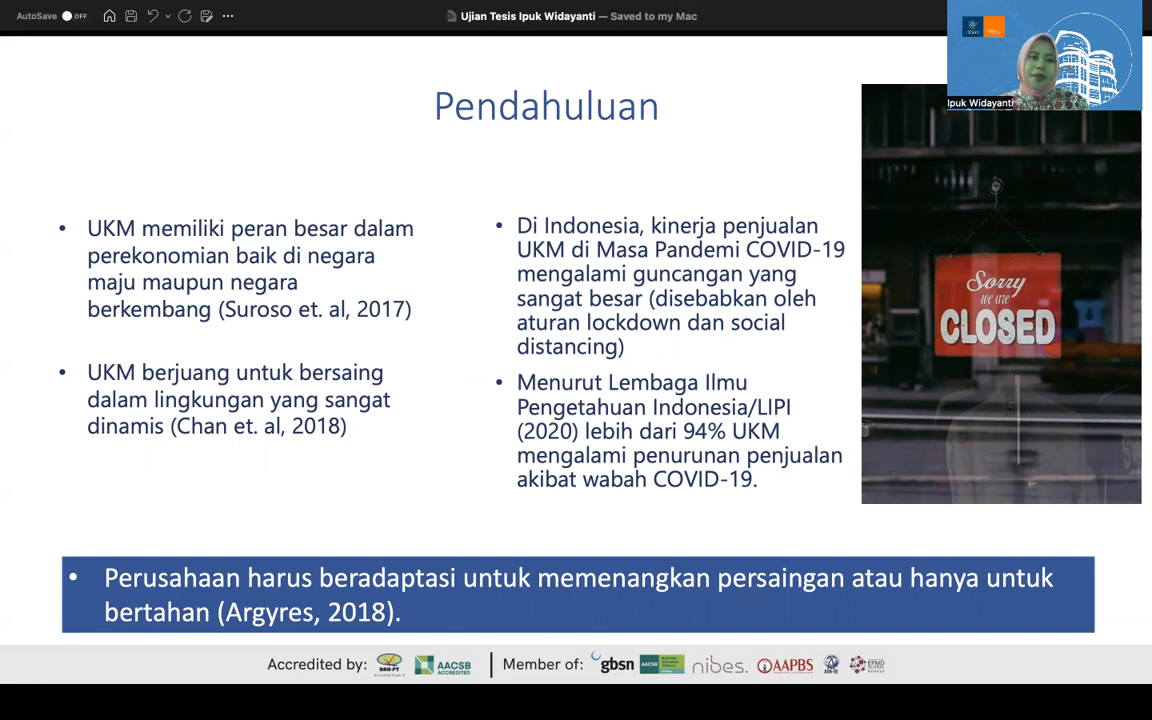 AutoSave OFF
Ujian Tesis Ipuk Widayanti — Saved to my Mac
Ipuk Widayanti
Pendahuluan
• UKM memiliki peran besar dalam
perekonomian baik di negara
maju maupun negara
berkembang (Suroso et. al, 2017)
• UKM berjuang untuk bersaing
dalam lingkungan yang sangat
dinamis (Chan et. al, 2018)
• Di Indonesia, kinerja penjualan
UKM di Masa Pandemi COVID-19
mengalami guncangan yang
sangat besar (disebabkan oleh
aturan lockdown dan social
distancing)
• Menurut Lembaga Ilmu
Pengetahuan Indonesia/LIPI
(2020) lebih dari 94% UKM
mengalami penurunan penjualan
akibat wabah COVID-19.
Sorry
we are
CLOSED
• Perusahaan harus beradaptasi untuk memenangkan persaingan atau hanya untuk
bertahan (Argyres, 2018).
Accredited by: BAN-PT AACSB ACCREDITED Member of: gbsn AACSB nibes. AAPBS EFMD